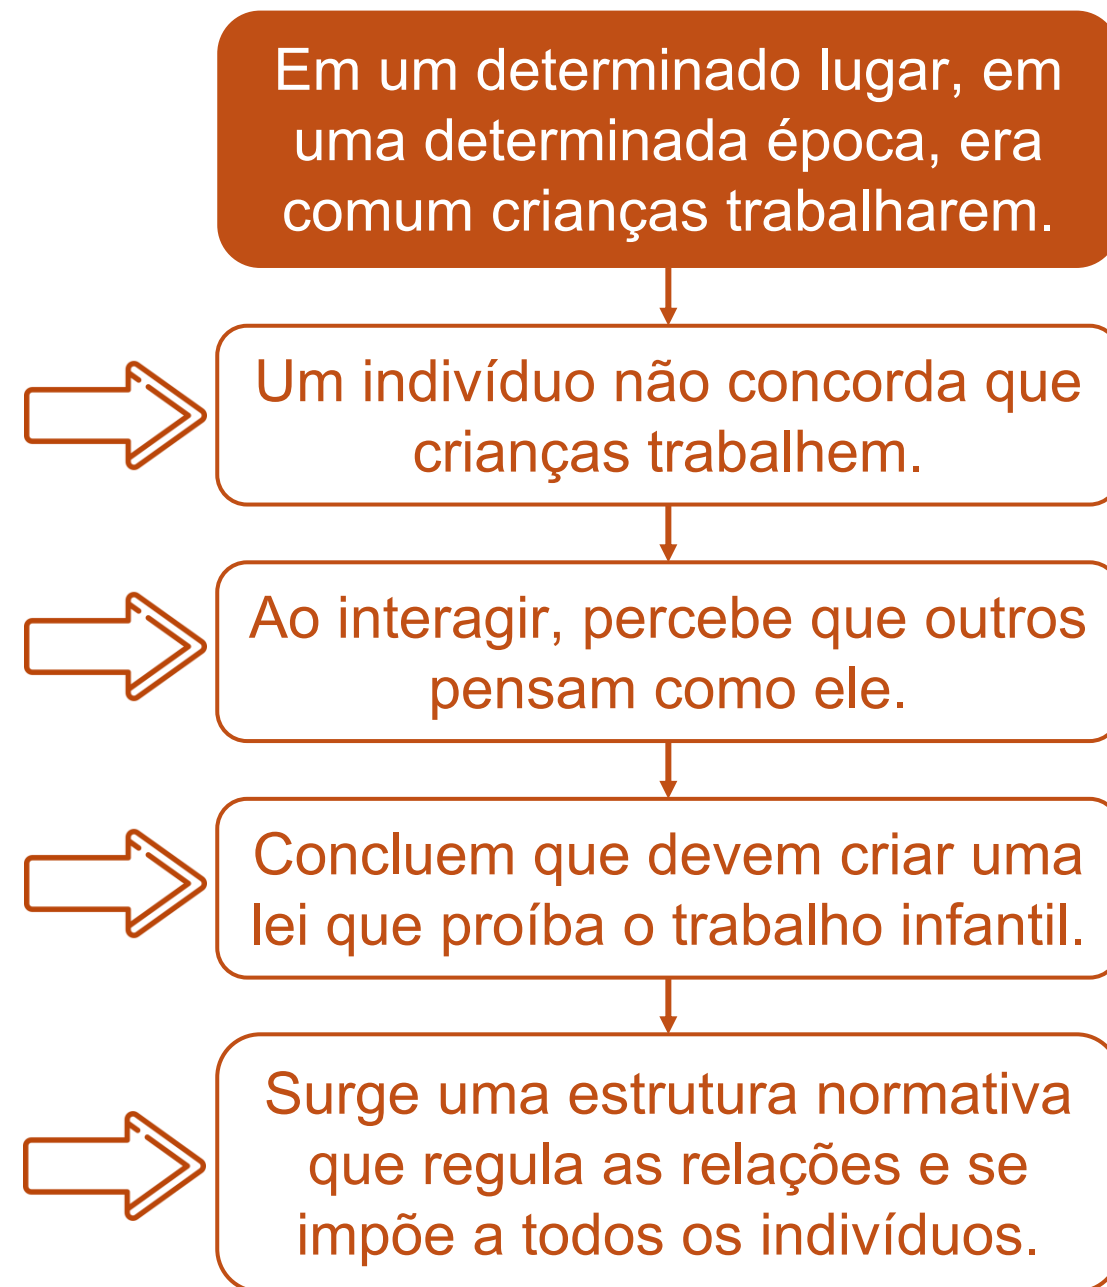 Em um determinado lugar, em
uma determinada época, era
comum crianças trabalharem.
Um indivíduo não concorda que
crianças trabalhem.
Ao interagir, percebe que outros
pensam como ele.
Concluem que devem criar uma
lei que proíba o trabalho infantil.
Surge uma estrutura normativa
que regula as relações e se
impõe a todos os indivíduos.